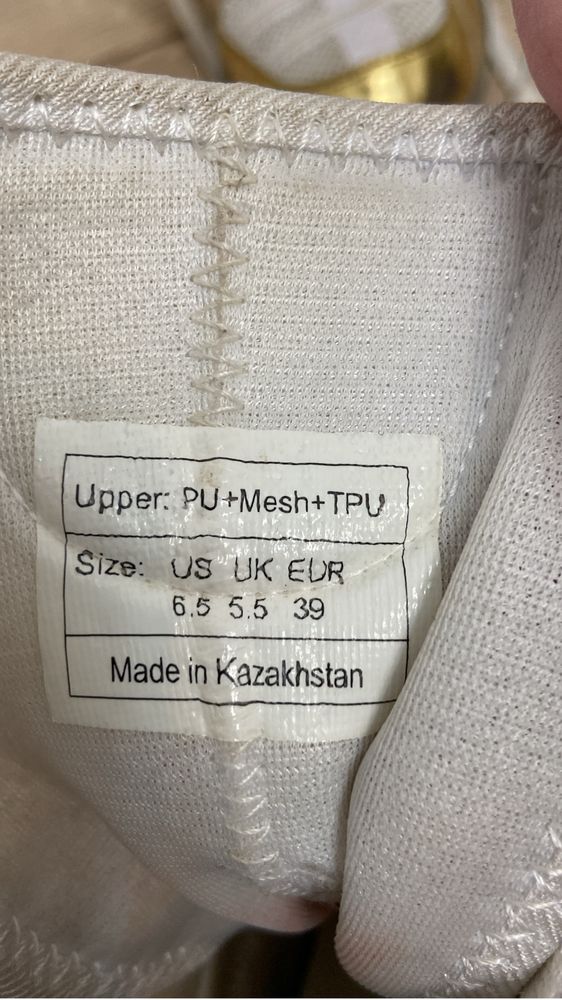 Upper: PU+Mesh+TPU
Size: US UK EUR
6.5 5.5 39
Made in Kazakhstan